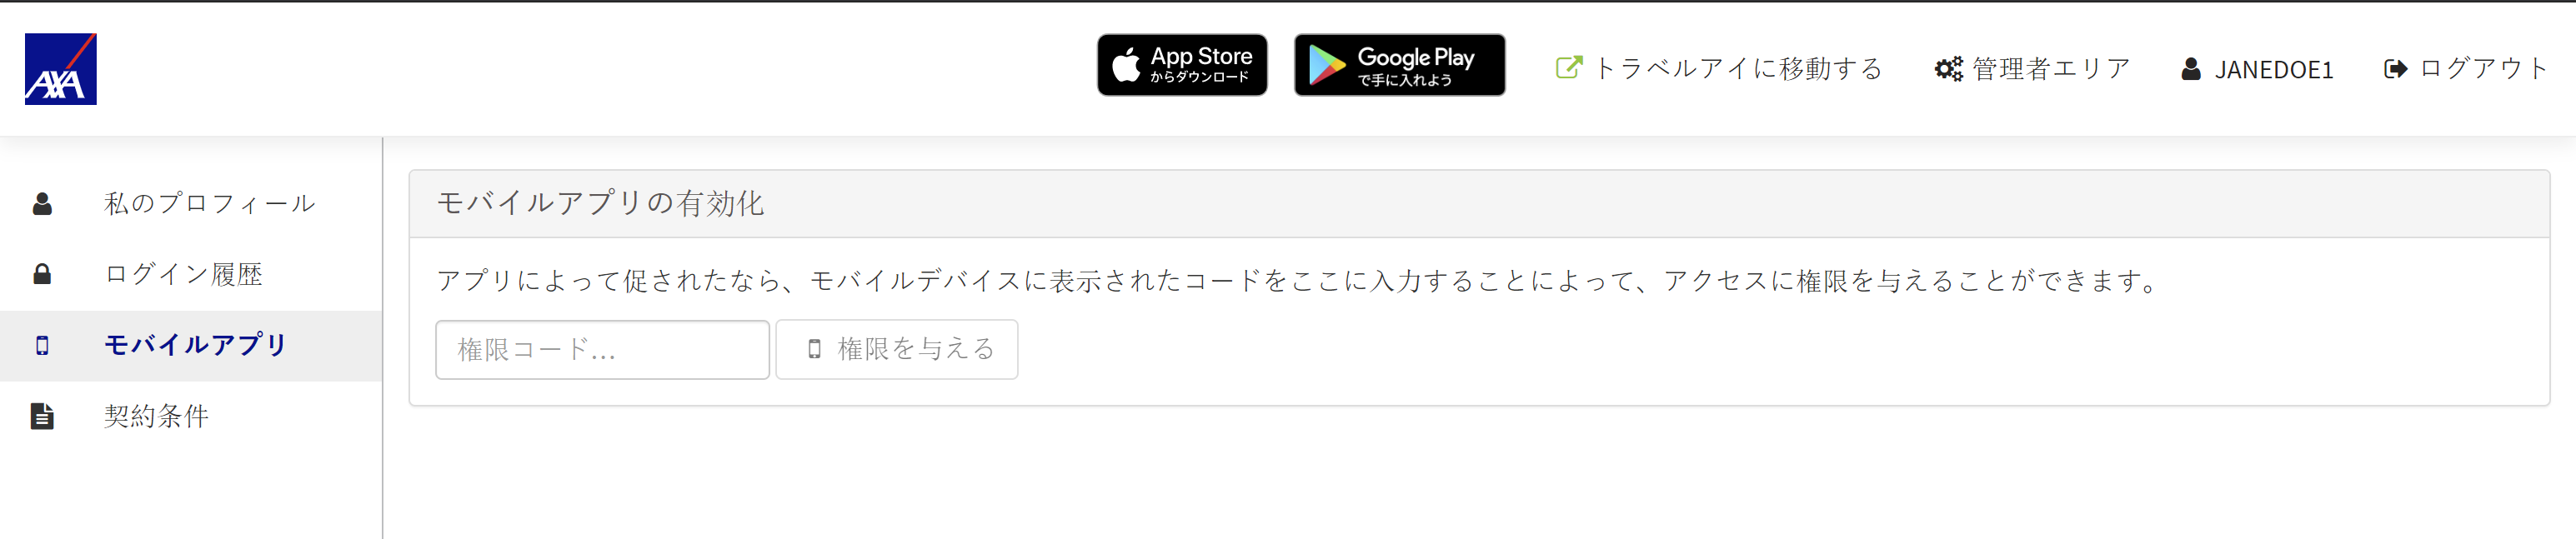 AXA
App Store
からダウンロード
Google Play
で手に入れよう
トラベルアイに移動する
管理者エリア
JANEDOE1
ログアウト
私のプロフィール
ログイン履歴
モバイルアプリ
契約条件
モバイルアプリの有効化
アプリによって促されたなら、モバイルデバイスに表示されたコードをここに入力することによって、アクセスに権限を与えることができます。
権限コード...
権限を与える